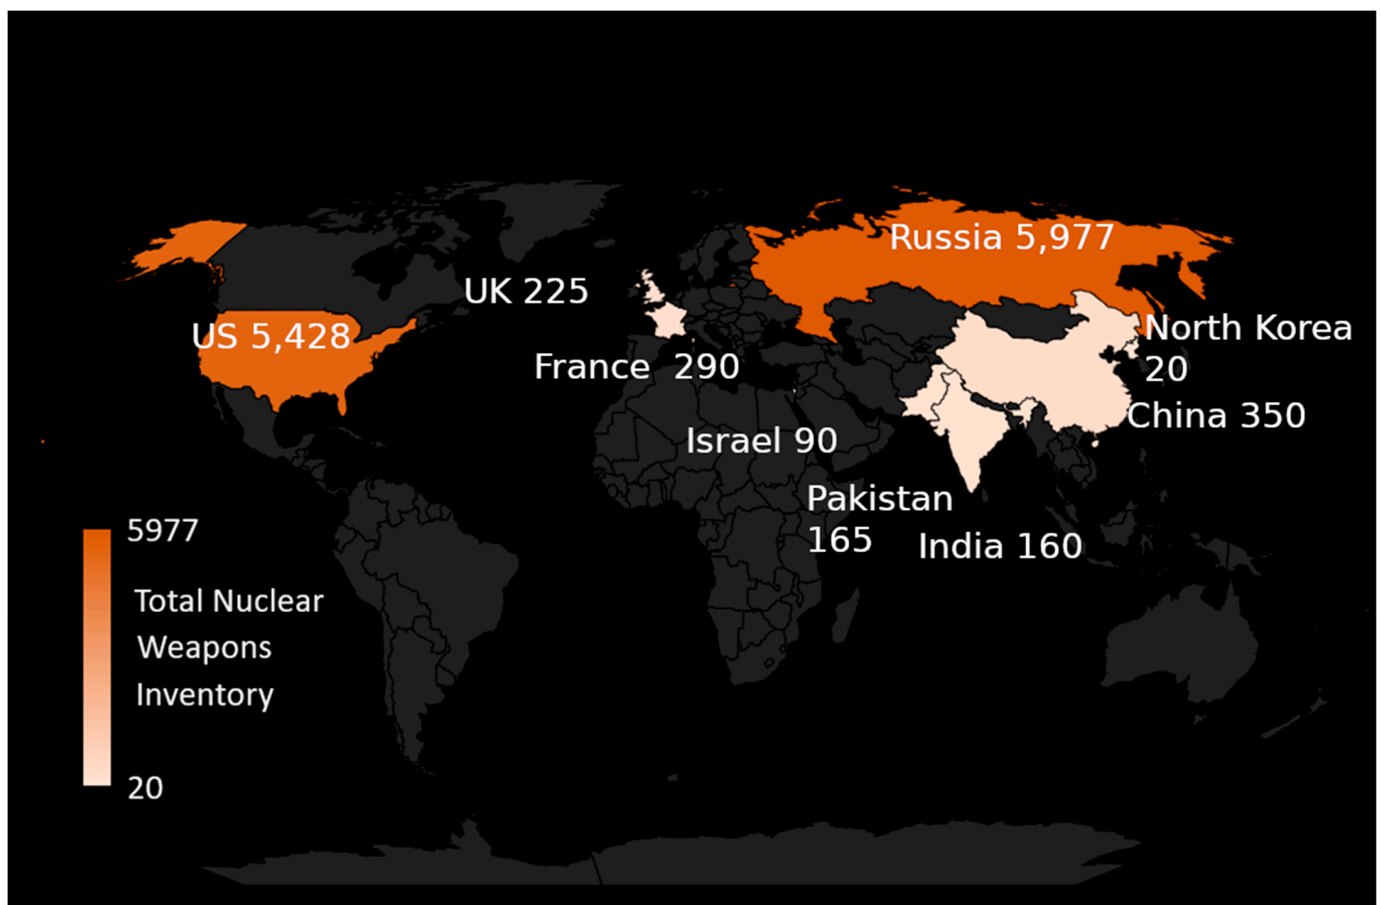 Russia 5,977
UK 225
US 5,428
North Korea
20
France 290
China 350
Israel 90
Pakistan
165
India 160
5977
Total Nuclear
Weapons
Inventory
20